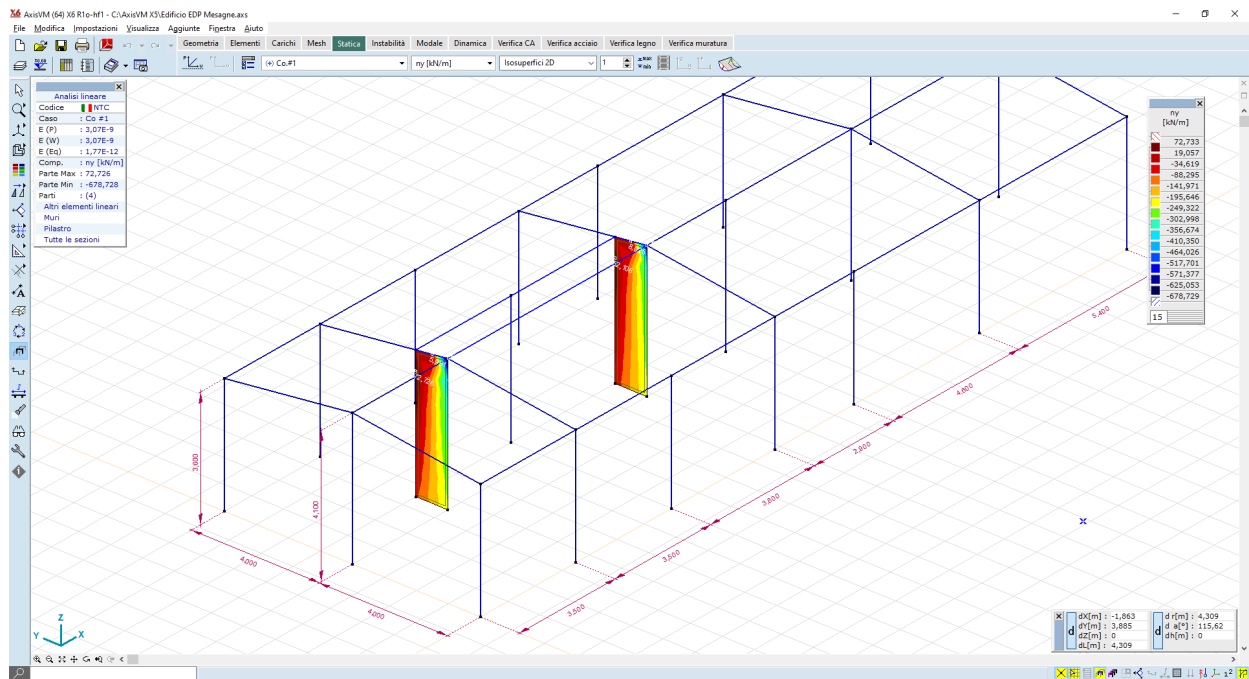 X6 AxisVM (64) X6 R1o-hf1 - C:\AxisVM X5\Edificio EDP Mesagne.axs
File Modifica Impostazioni Visualizza Aggiunte Finestra Aiuto
Geometria Elementi Carichi Mesh Statica Instabilità Modale Dinamica Verifica CA Verifica acciaio Verifica legno Verifica muratura
(+) Co.#1 ny [kN/m] Isosuperfici 2D 1
Analisi lineare
Codice NTC
Caso : Co #1
E (P) : 3,07E-9
E (W) : 3,07E-9
E (Eq) : 1,77E-12
Comp. : ny [kN/m]
Parte Max : 72,726
Parte Min : -678,728
Parti : (4)
Altri elementi lineari
Muri
Pilastro
Tutte le sezioni
ny
[kN/m]
72,733
19,057
-34,619
-88,295
-141,971
-195,646
-249,322
-302,998
-356,674
-410,350
-464,026
-517,701
-571,377
-625,053
-678,729
15
3,600
4,100
4,000
4,000
3,500
3,500
3,800
2,900
4,000
5,400
Z
Y
X
dX[m] : -1,863
dY[m] : 3,885
dZ[m] : 0
dL[m] : 4,309
d
d r[m] : 4,309
d a[°] : 115,62
dh[m] : 0
d